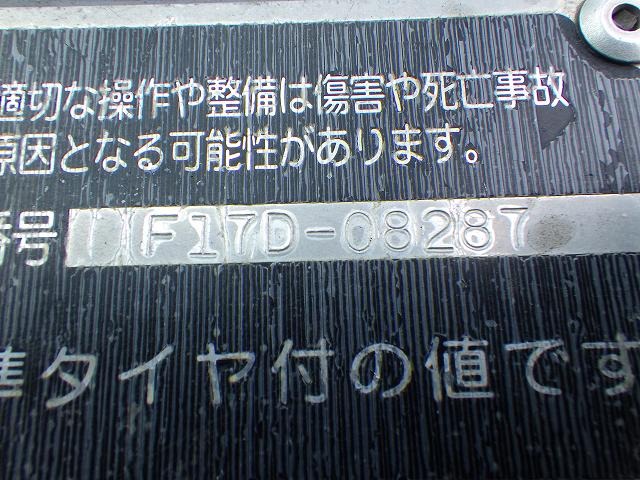 適切な操作や整備は傷害や死亡事故
原因となる可能性があります。
番号 F17D-08287
準タイヤ付の値です